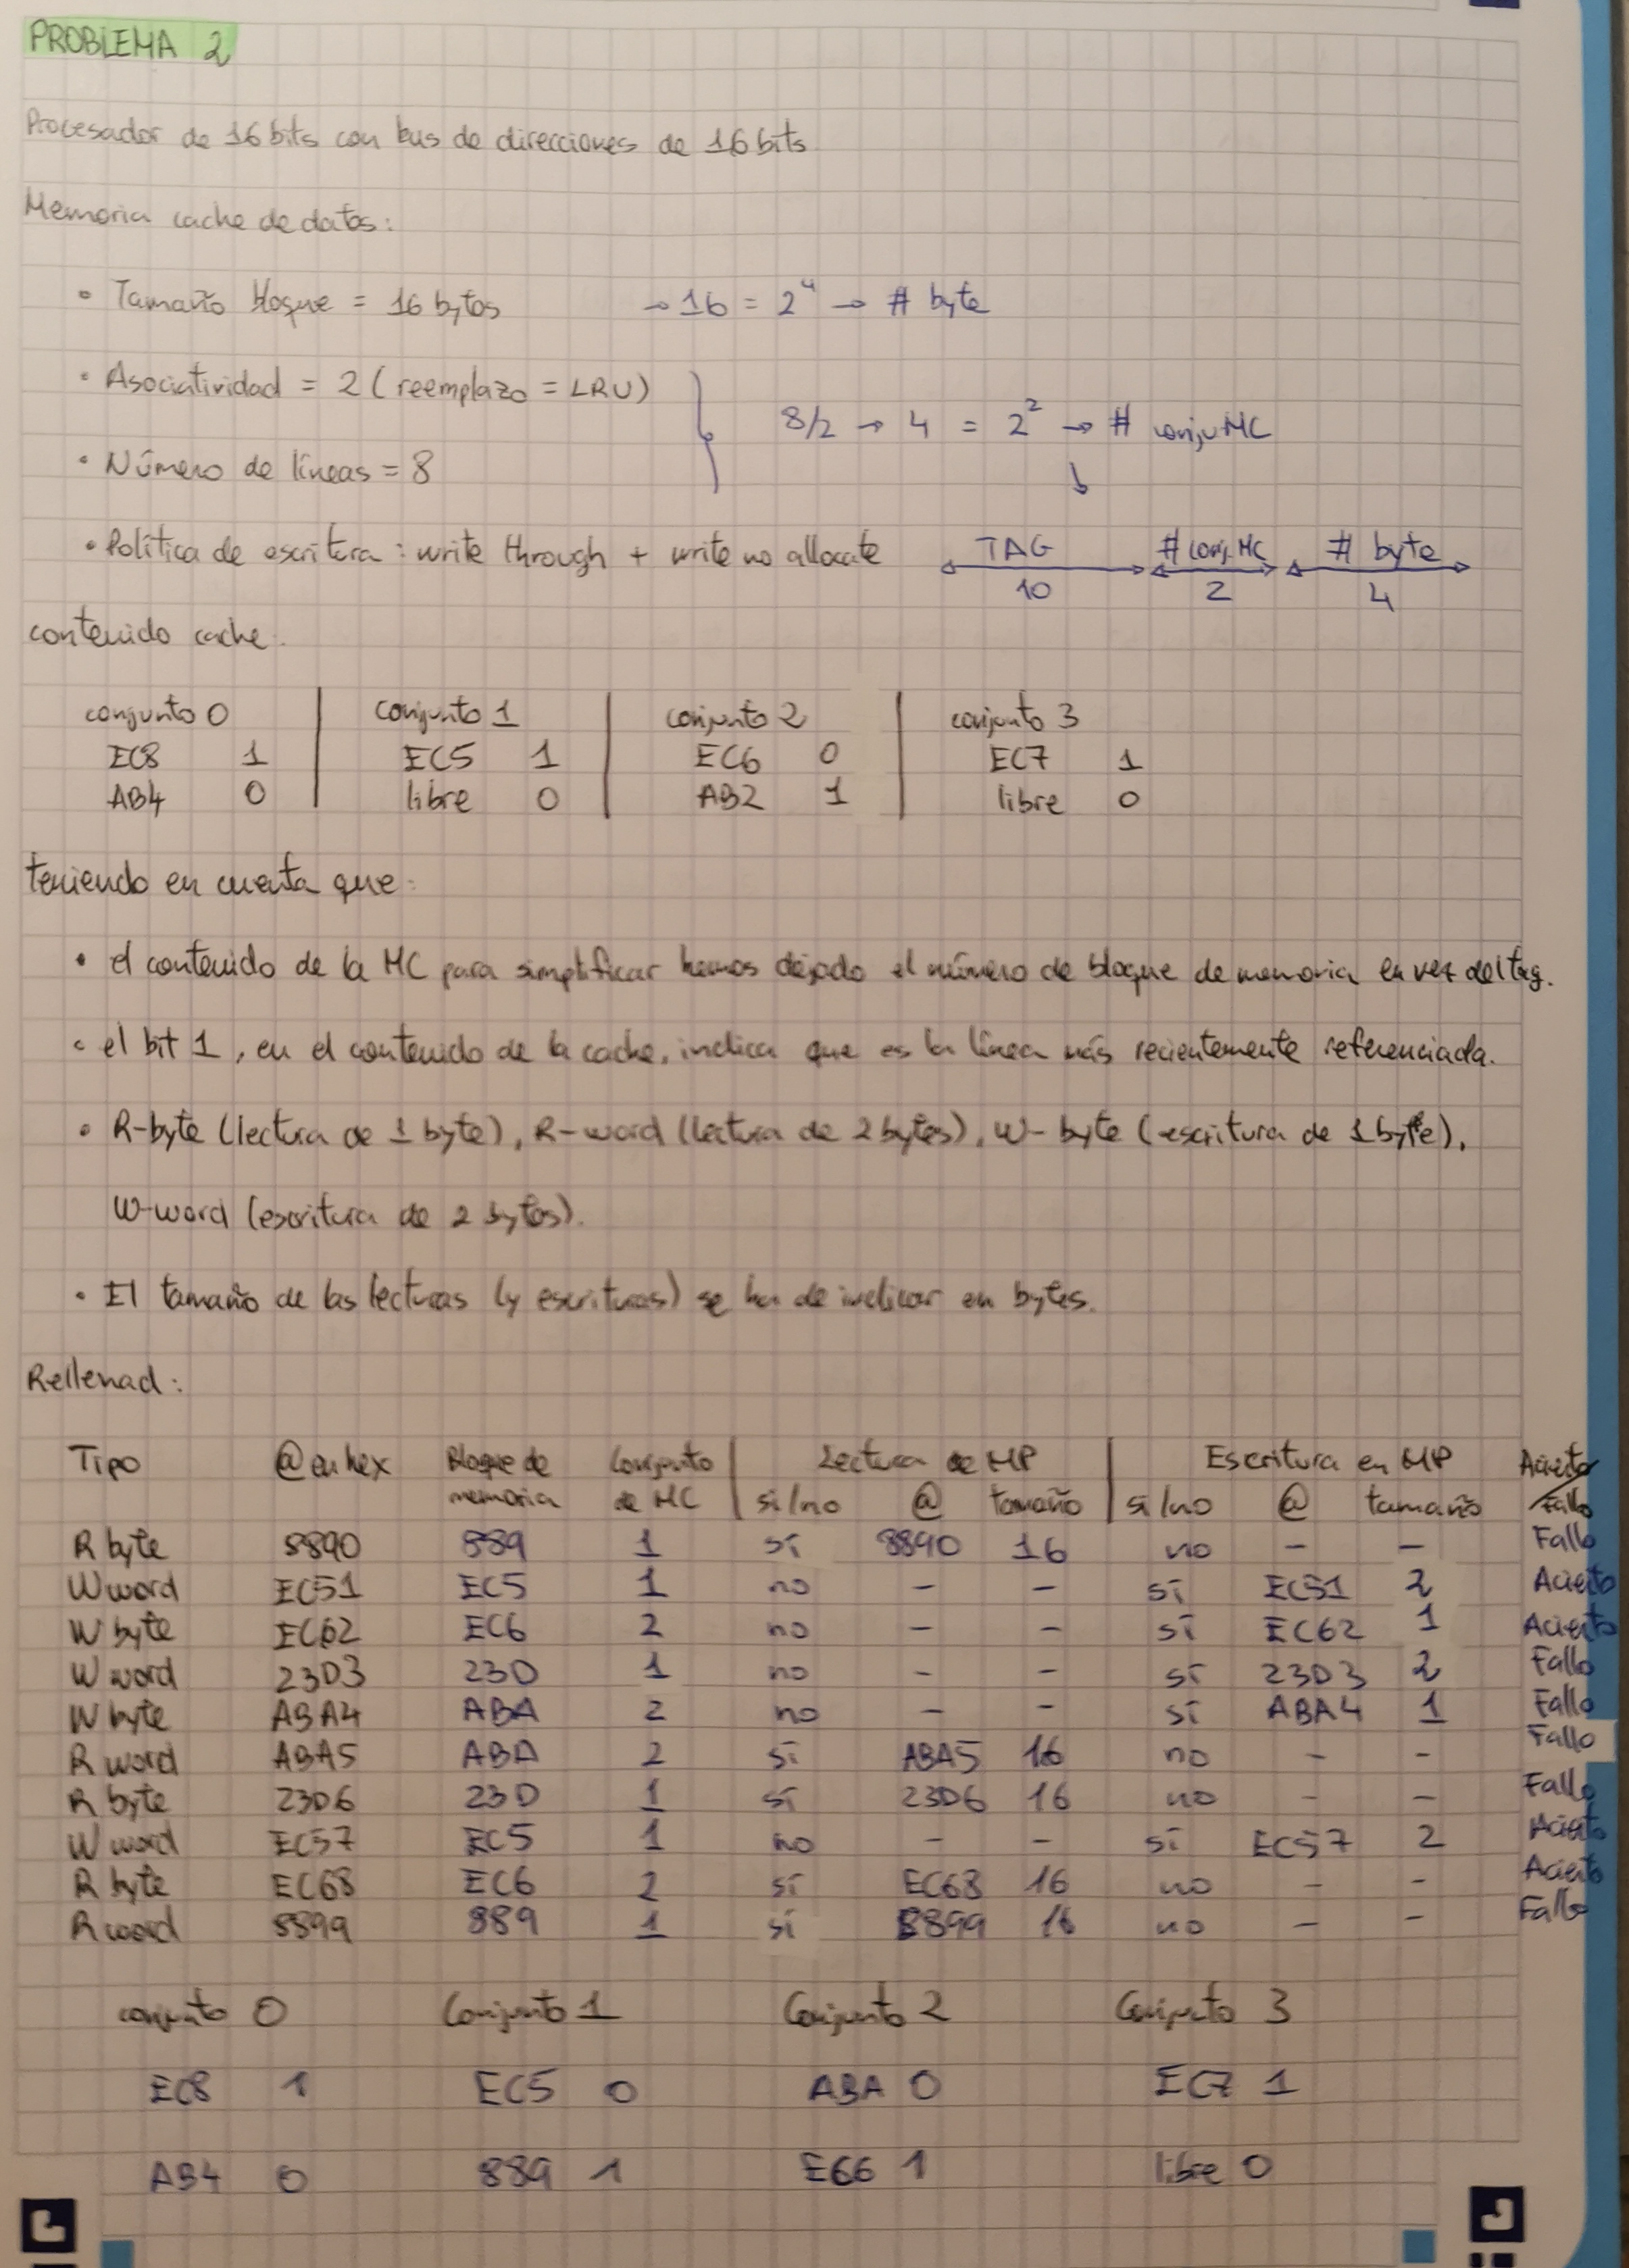 PROBLEMA 2
Procesador de 16 bits con bus de direcciones de 16 bits
Memoria cache de datos:
• Tamaño bloque = 16 bytes → 16 = 2⁴ → # byte
• Asociatividad = 2 (reemplazo = LRU)
8/2 → 4 = 2² → # conju MC
• Número de líneas = 8
• Política de escritura: write through + write no allocate TAG # conj. MC # byte
10 2 4
contenido cache:
conjunto 0 conjunto 1 conjunto 2 conjunto 3
EC8 1 EC5 1 EC6 0 EC7 1
AB4 0 libre 0 AB2 1 libre 0
teniendo en cuenta que:
• el contenido de la MC para simplificar hemos dejado el número de bloque de memoria en vez del tag.
• el bit 1, en el contenido de la cache, indica que es la línea más recientemente referenciada.
• R-byte (lectura de 1 byte), R-word (lectura de 2 bytes), W-byte (escritura de 1 byte),
W-word (escritura de 2 bytes).
• El tamaño de las lecturas (y escrituras) se ha de indicar en bytes.
Rellenad:
Tipo @ en hex Bloque de Conjunto Lectura de MP Escritura en MP Acierto/
memoria de MC si/no @ tamaño si/no @ tamaño Fallo
R byte 8890 889 1 sí 8890 16 no - - Fallo
W word EC51 EC5 1 no - - sí EC51 2 Acierto
W byte EC62 EC6 2 no - - sí EC62 1 Acierto
W word 23D3 23D 1 no - - sí 23D3 2 Fallo
W byte ABA4 ABA 2 no - - sí ABA4 1 Fallo
R word ABA5 ABA 2 sí ABA5 16 no - - Fallo
R byte 23D6 23D 1 sí 23D6 16 no - - Fallo
W word EC57 EC5 1 no - - sí EC57 2 Acierto
R byte EC68 EC6 2 sí EC68 16 no - - Acierto
R word 8899 889 1 sí 8899 16 no - - Fallo
conjunto 0 Conjunto 1 Conjunto 2 Conjunto 3
EC8 1 EC5 0 ABA 0 EC7 1
AB4 0 889 1 E66 1 libre 0